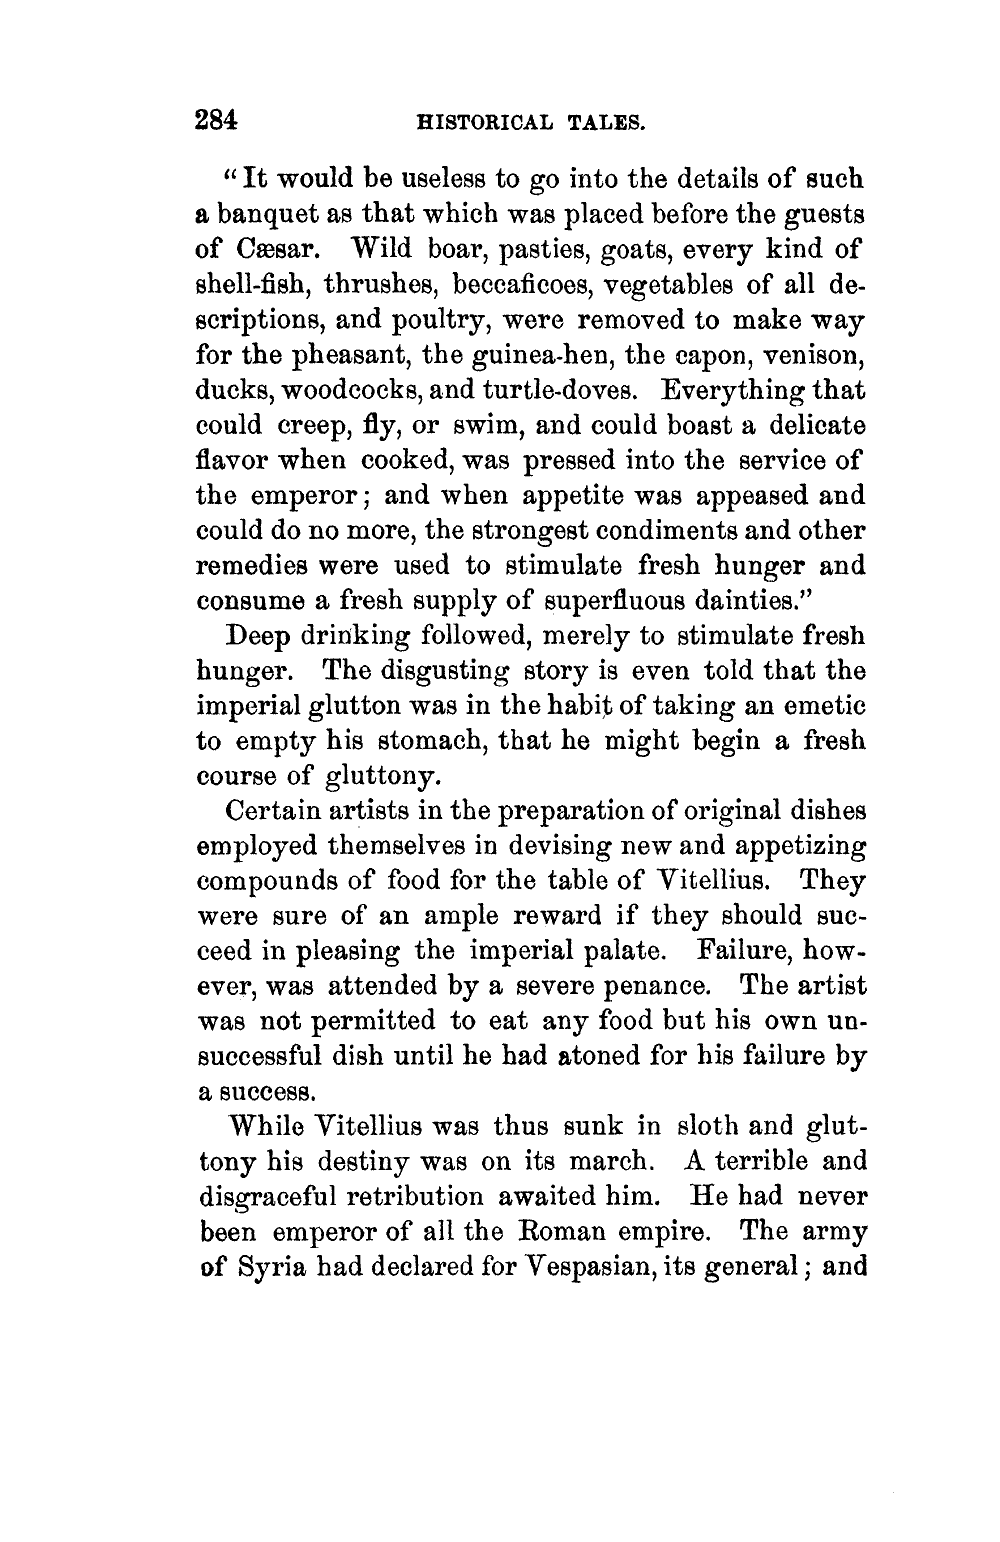 284 HISTORICAL TALES.
“It would be useless to go into the details of such
a banquet as that which was placed before the guests
of Cæsar. Wild boar, pasties, goats, every kind of
shell-fish, thrushes, beccaficoes, vegetables of all de-
scriptions, and poultry, were removed to make way
for the pheasant, the guinea-hen, the capon, venison,
ducks, woodcocks, and turtle-doves. Everything that
could creep, fly, or swim, and could boast a delicate
flavor when cooked, was pressed into the service of
the emperor; and when appetite was appeased and
could do no more, the strongest condiments and other
remedies were used to stimulate fresh hunger and
consume a fresh supply of superfluous dainties.”
Deep drinking followed, merely to stimulate fresh
hunger. The disgusting story is even told that the
imperial glutton was in the habit of taking an emetic
to empty his stomach, that he might begin a fresh
course of gluttony.
Certain artists in the preparation of original dishes
employed themselves in devising new and appetizing
compounds of food for the table of Vitellius. They
were sure of an ample reward if they should suc-
ceed in pleasing the imperial palate. Failure, how-
ever, was attended by a severe penance. The artist
was not permitted to eat any food but his own un-
successful dish until he had atoned for his failure by
a success.
While Vitellius was thus sunk in sloth and glut-
tony his destiny was on its march. A terrible and
disgraceful retribution awaited him. He had never
been emperor of all the Roman empire. The army
of Syria had declared for Vespasian, its general; and